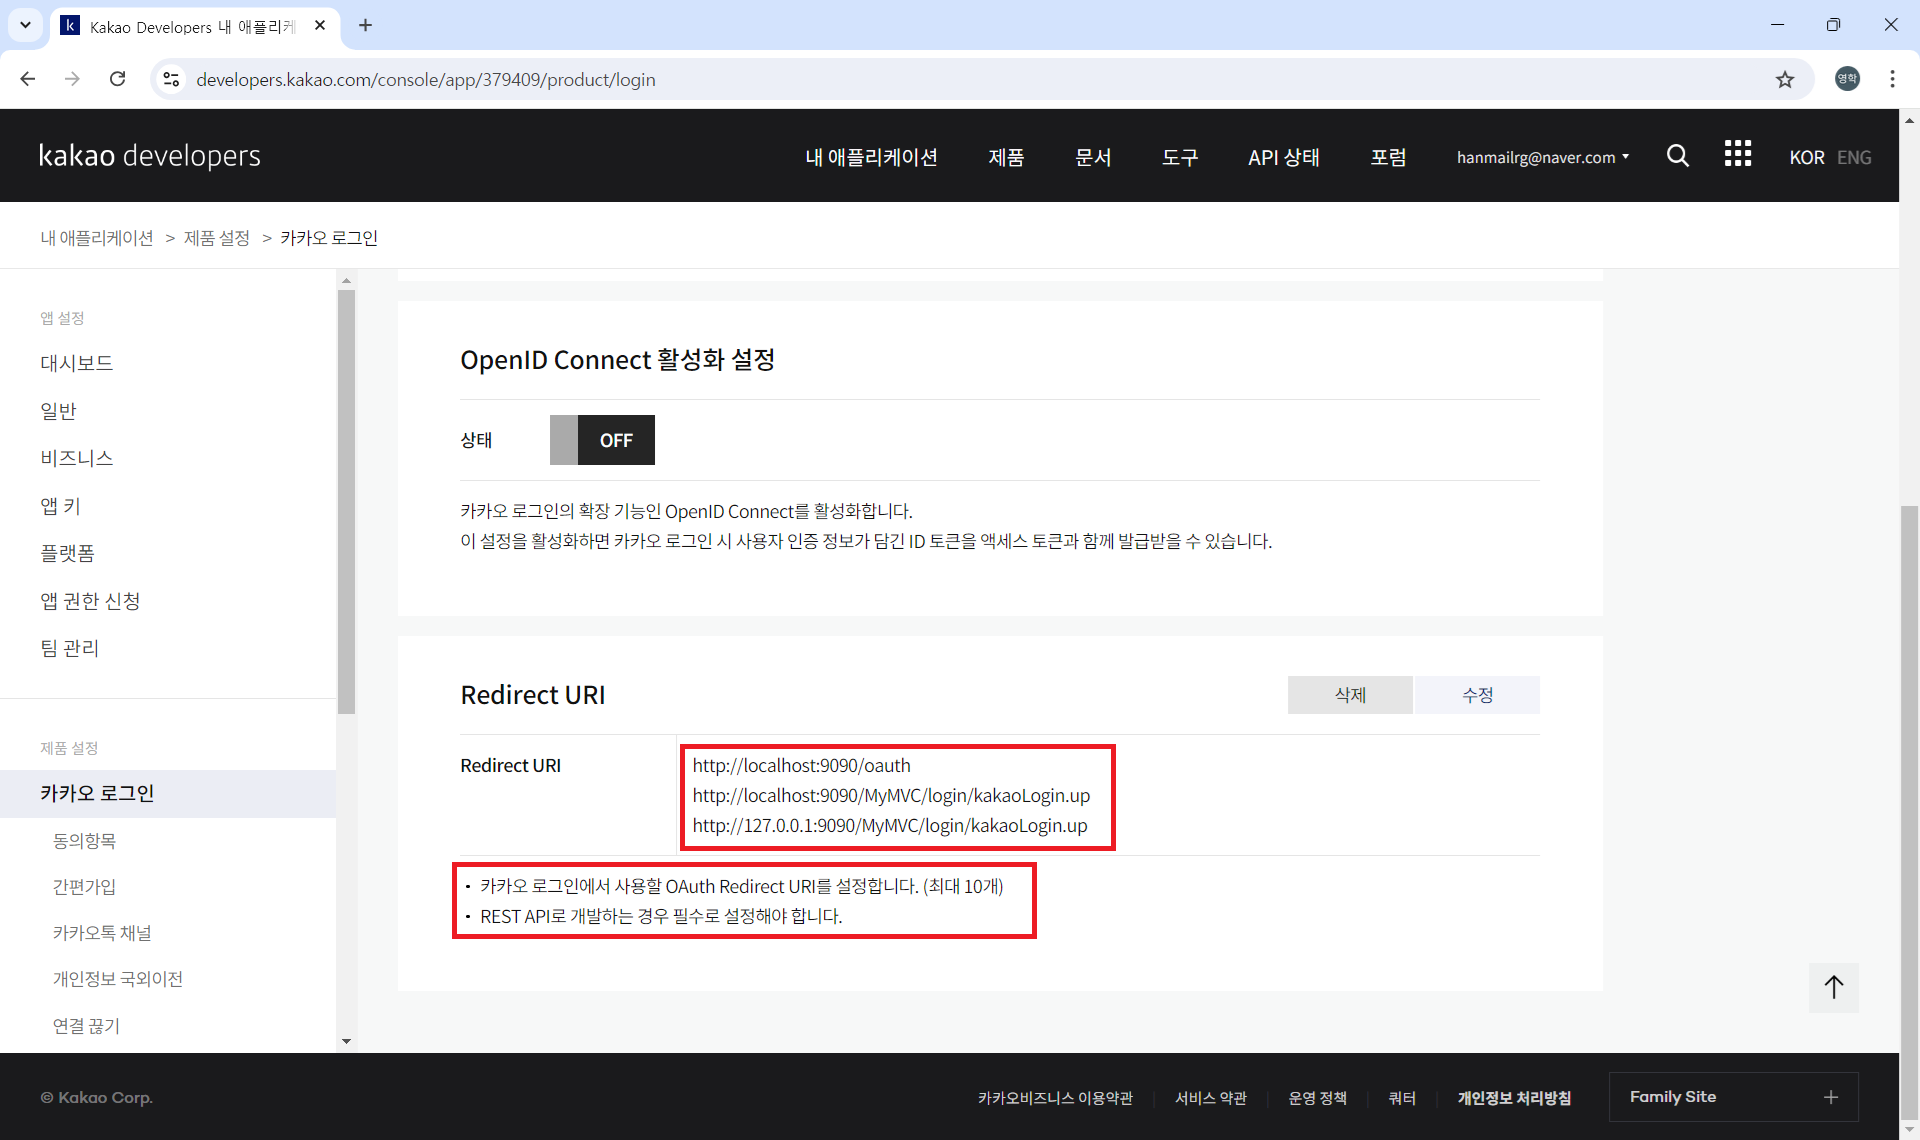 Kakao Developers 내 애플리케
developers.kakao.com/console/app/379409/product/login
영학
kakao developers
내 애플리케이션 제품 문서 도구 API 상태 포럼 hanmailrg@naver.com KOR ENG
내 애플리케이션 > 제품 설정 > 카카오 로그인
앱 설정
대시보드
일반
비즈니스
앱 키
플랫폼
앱 권한 신청
팀 관리
제품 설정
카카오 로그인
동의항목
간편가입
카카오톡 채널
개인정보 국외이전
연결 끊기
OpenID Connect 활성화 설정
상태 OFF
카카오 로그인의 확장 기능인 OpenID Connect를 활성화합니다.
이 설정을 활성화하면 카카오 로그인 시 사용자 인증 정보가 담긴 ID 토큰을 액세스 토큰과 함께 발급받을 수 있습니다.
Redirect URI 삭제 수정
Redirect URI
http://localhost:9090/oauth
http://localhost:9090/MyMVC/login/kakaoLogin.up
http://127.0.0.1:9090/MyMVC/login/kakaoLogin.up
• 카카오 로그인에서 사용할 OAuth Redirect URI를 설정합니다. (최대 10개)
• REST API로 개발하는 경우 필수로 설정해야 합니다.
© Kakao Corp. 카카오비즈니스 이용약관 서비스 약관 운영 정책 쿼터 개인정보 처리방침 Family Site